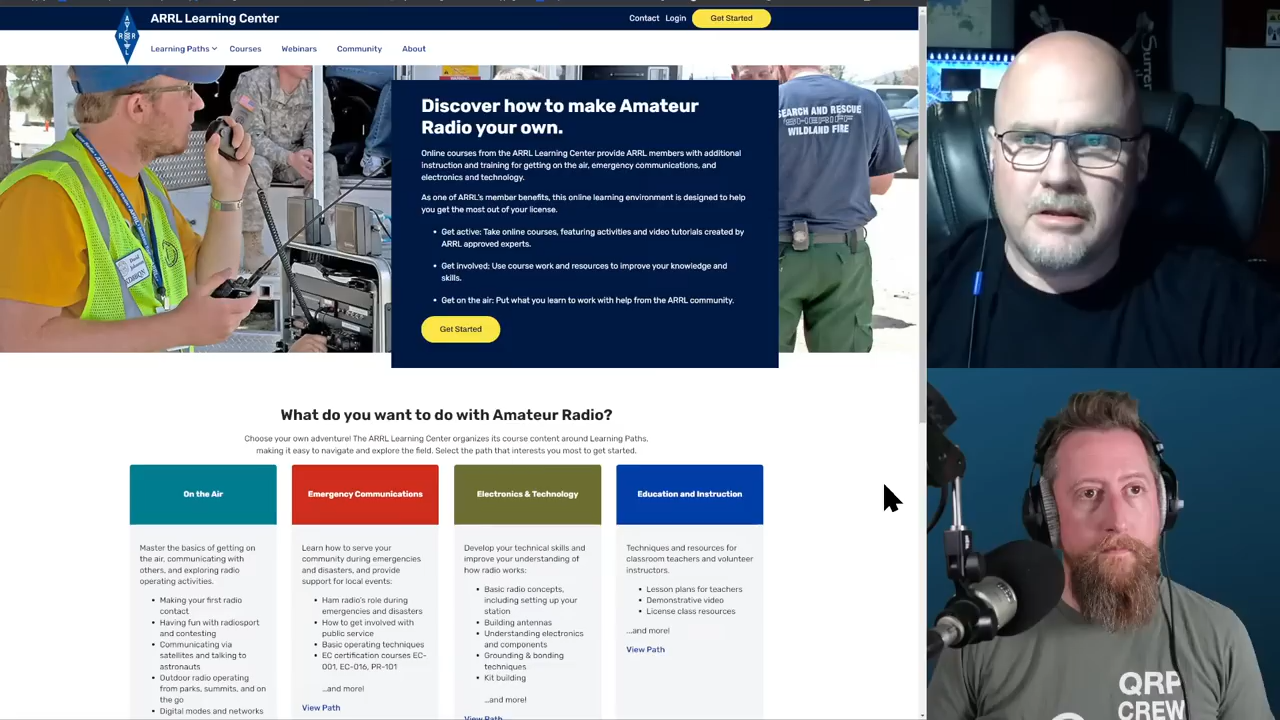 ARRL Learning Center
Contact Login Get Started
Learning Paths Courses Webinars Community About
Discover how to make Amateur
Radio your own.
Online courses from the ARRL Learning Center provide ARRL members with additional
instruction and training for getting on the air, emergency communications, and
electronics and technology.
As one of ARRL's member benefits, this online learning environment is designed to help
you get the most out of your license.
• Get active: Take online courses, featuring activities and video tutorials created by
ARRL approved experts.
• Get involved: Use course work and resources to improve your knowledge and
skills.
• Get on the air: Put what you learn to work with help from the ARRL community.
Get Started
SEARCH AND RESCUE
SHERIFF
WILDLAND FIRE
What do you want to do with Amateur Radio?
Choose your own adventure! The ARRL Learning Center organizes its course content around Learning Paths.
making it easy to navigate and explore the field. Select the path that interests you most to get started.
On the Air
Master the basics of getting on
the air, communicating with
others, and exploring radio
operating activities.
• Making your first radio
contact
• Having fun with radiosport
and contesting
• Communicating via
satellites and talking to
astronauts
• Outdoor radio operating
from parks, summits, and on
the go
• Digital modes and networks
Emergency Communications
Learn how to serve your
community during emergencies
and disasters, and provide
support for local events:
• Ham radio's role during
emergencies and disasters
• How to get involved with
public service
• Basic operating techniques
• EC certification courses EC-
001, EC-016, PR-101
...and more!
View Path
Electronics & Technology
Develop your technical skills and
improve your understanding of
how radio works:
• Basic radio concepts,
including setting up your
station
• Building antennas
• Understanding electronics
and components
• Grounding & bonding
techniques
• Kit building
...and more!
View Path
Education and Instruction
Techniques and resources for
classroom teachers and volunteer
instructors.
• Lesson plans for teachers
• Demonstrative video
• License class resources
...and more!
View Path
QRP
CREW